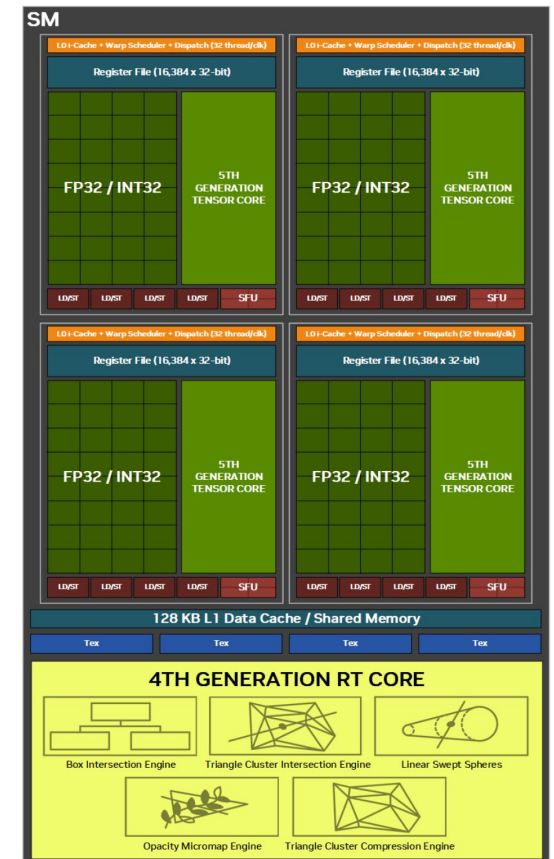 SM
L0 i-Cache + Warp Scheduler + Dispatch (32 thread/clk)
Register File (16,384 x 32-bit)
FP32 / INT32
5TH
GENERATION
TENSOR CORE
LD/ST LD/ST LD/ST LD/ST SFU
L0 i-Cache + Warp Scheduler + Dispatch (32 thread/clk)
Register File (16,384 x 32-bit)
FP32 / INT32
5TH
GENERATION
TENSOR CORE
LD/ST LD/ST LD/ST LD/ST SFU
L0 i-Cache + Warp Scheduler + Dispatch (32 thread/clk)
Register File (16,384 x 32-bit)
FP32 / INT32
5TH
GENERATION
TENSOR CORE
LD/ST LD/ST LD/ST LD/ST SFU
L0 i-Cache + Warp Scheduler + Dispatch (32 thread/clk)
Register File (16,384 x 32-bit)
FP32 / INT32
5TH
GENERATION
TENSOR CORE
LD/ST LD/ST LD/ST LD/ST SFU
128 KB L1 Data Cache / Shared Memory
Tex Tex Tex Tex
4TH GENERATION RT CORE
Box Intersection Engine
Triangle Cluster Intersection Engine
Linear Swept Spheres
Opacity Micromap Engine
Triangle Cluster Compression Engine